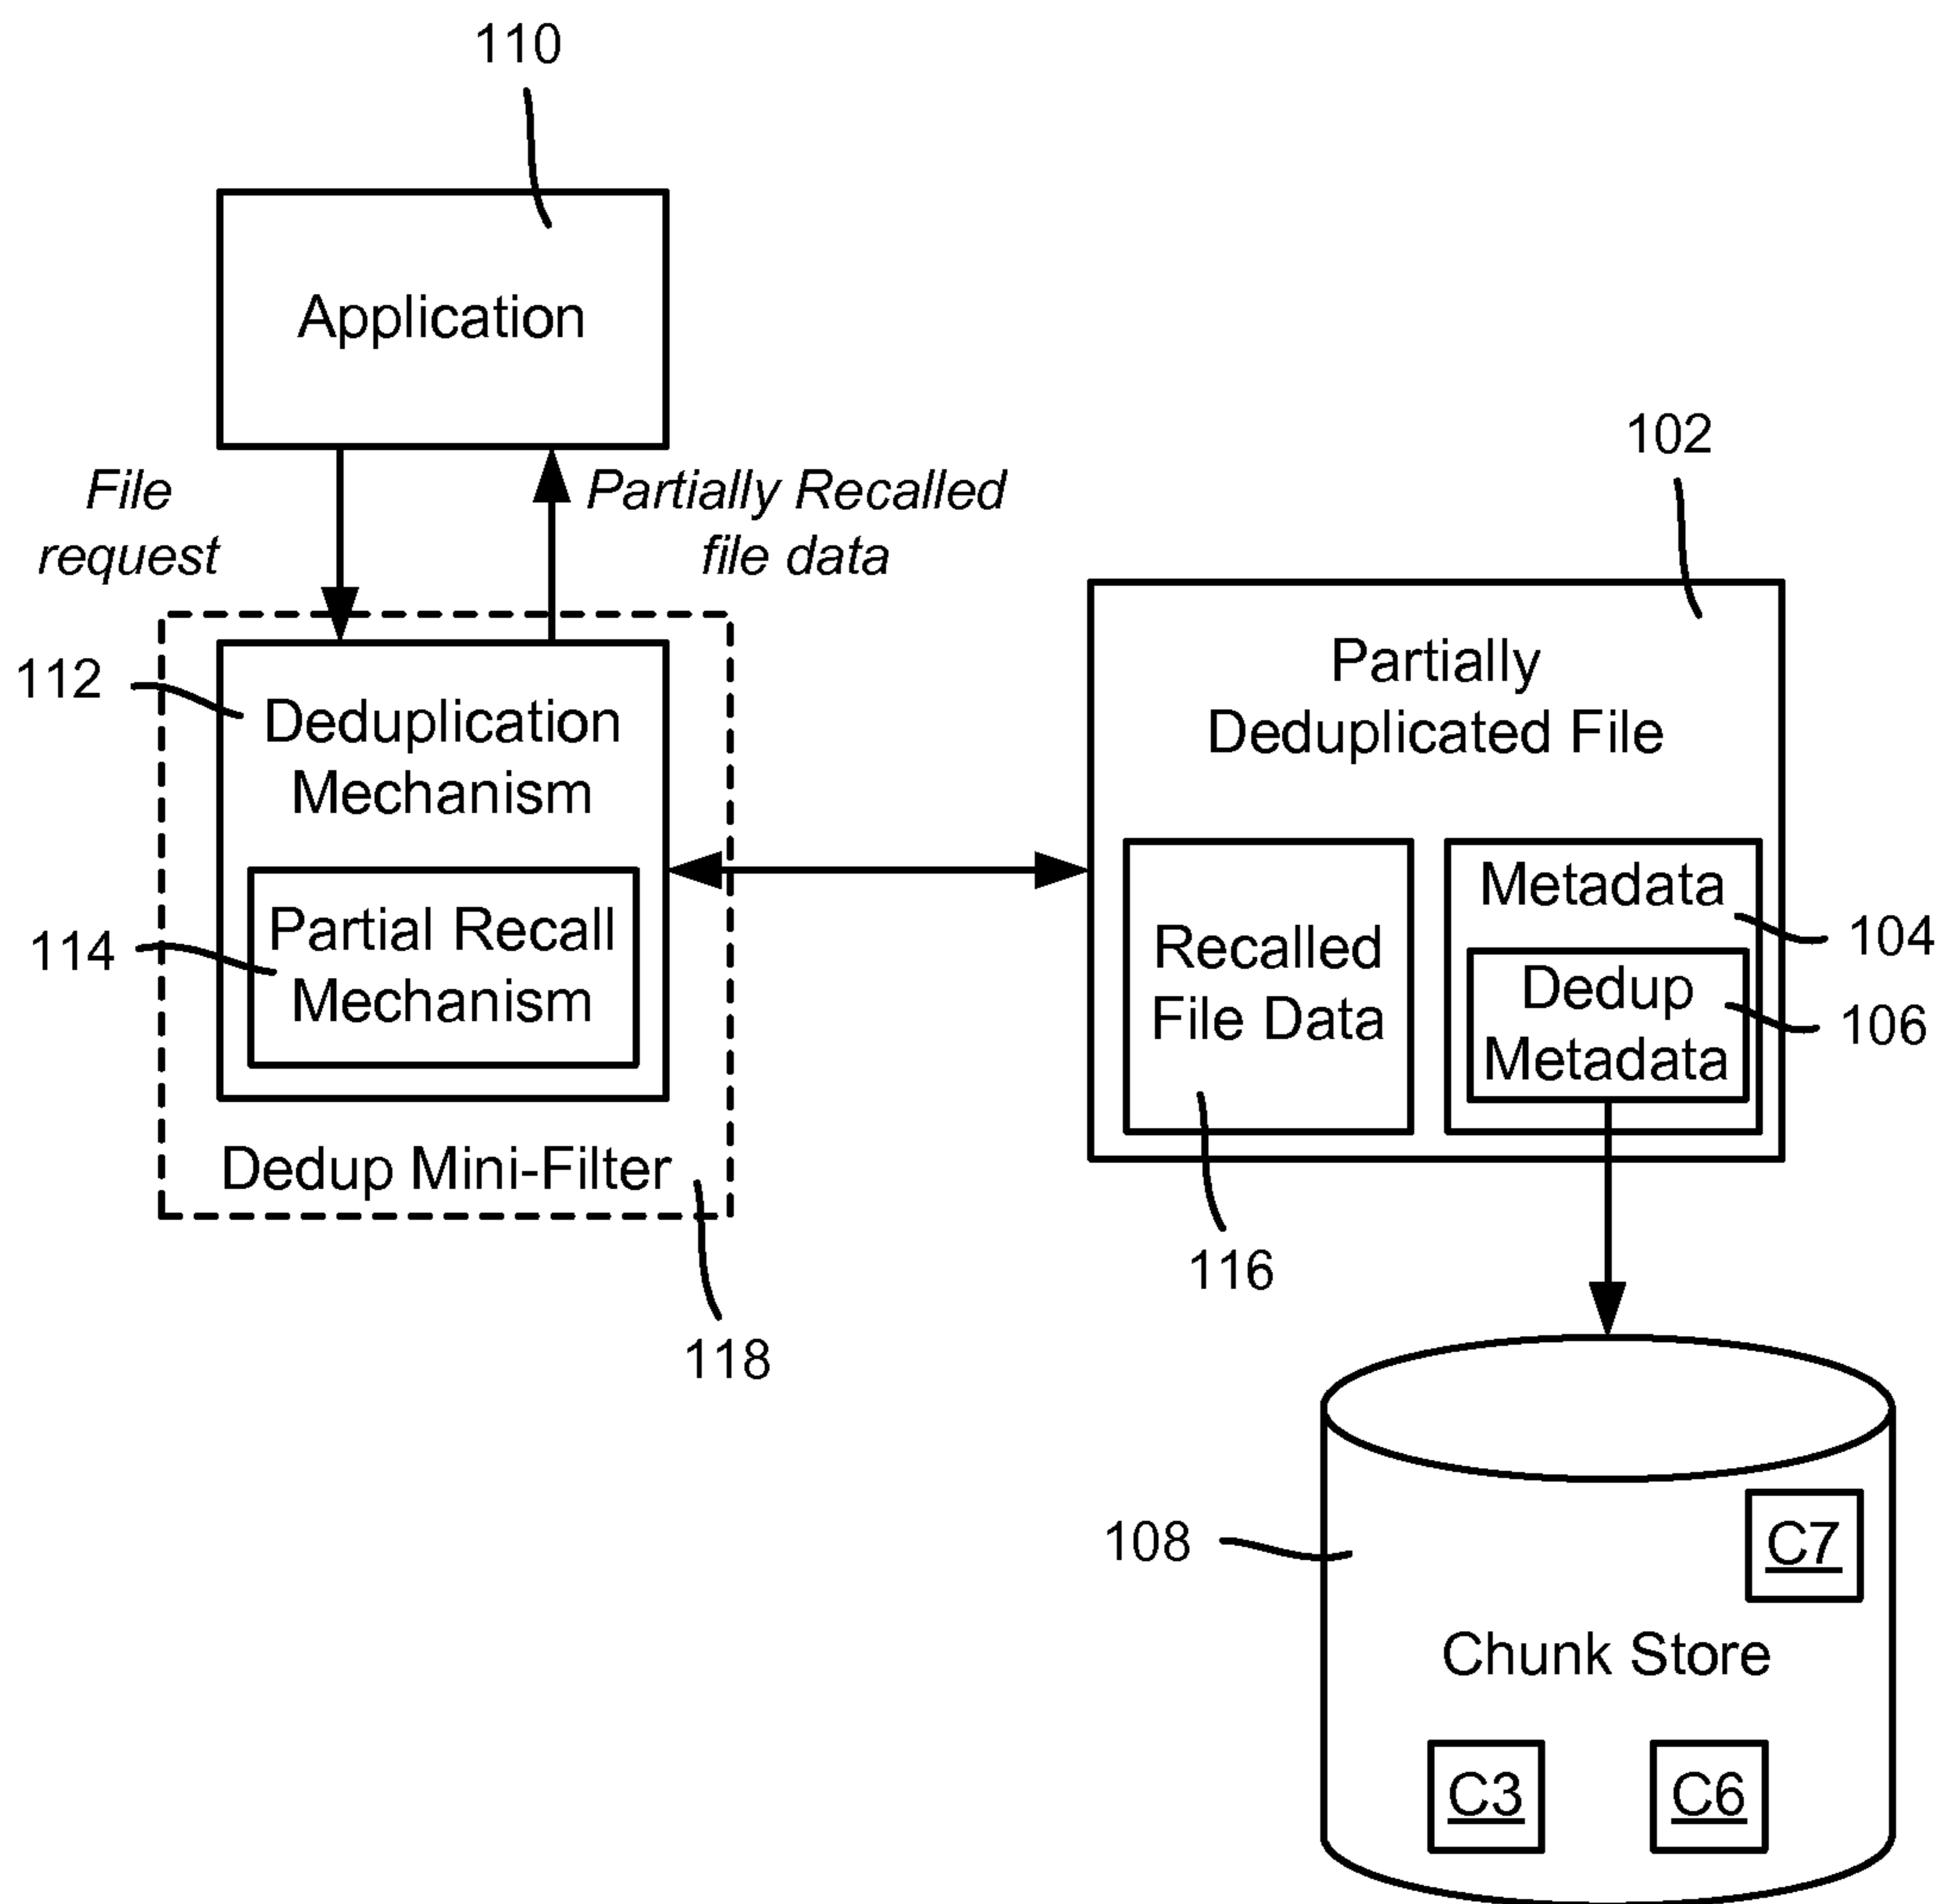 110
Application
102
File
request
Partially Recalled
file data
112
Deduplication
Mechanism
Partially
Deduplicated File
114
Partial Recall
Mechanism
Recalled
File Data
Metadata
104
Dedup
Metadata
106
Dedup Mini-Filter
116
118
108
C7
Chunk Store
C3
C6